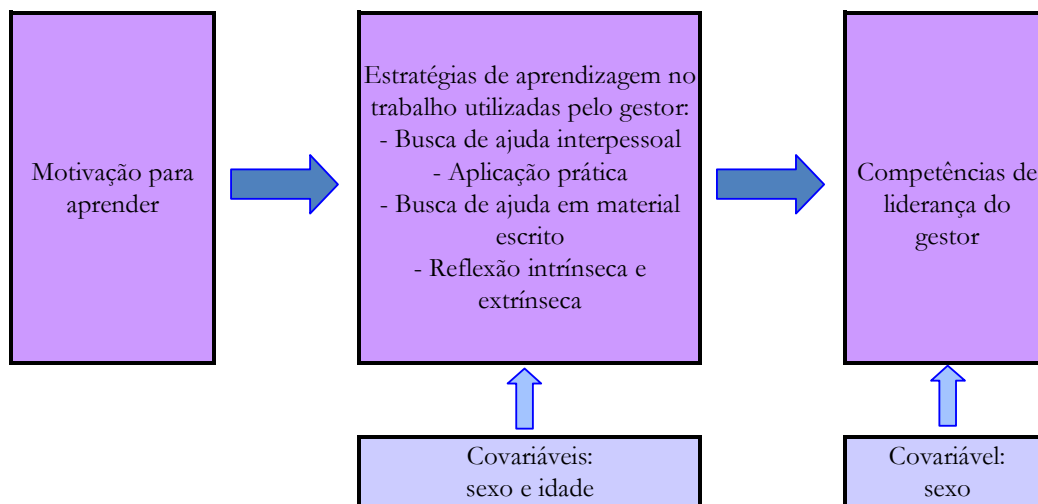 Motivação para
aprender
Estratégias de aprendizagem no
trabalho utilizadas pelo gestor:
- Busca de ajuda interpessoal
- Aplicação prática
- Busca de ajuda em material
escrito
- Reflexão intrínseca e
extrínseca
Competências de
liderança do
gestor
Covariáveis:
sexo e idade
Covariável:
sexo